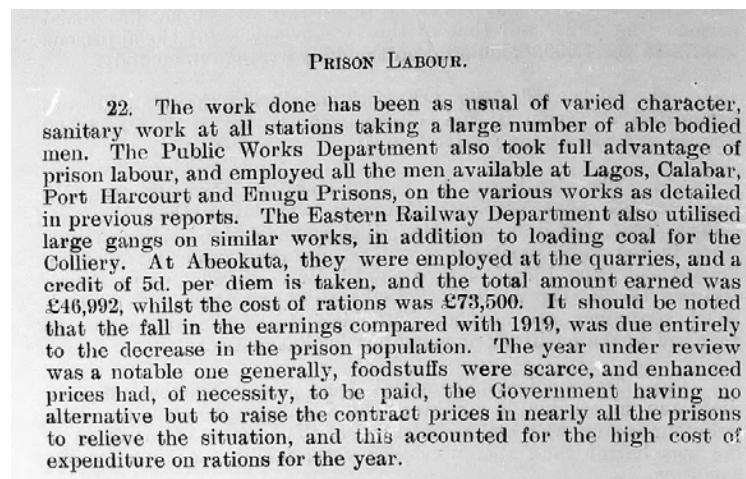 PRISON LABOUR.
22. The work done has been as usual of varied character,
sanitary work at all stations taking a large number of able bodied
men. The Public Works Department also took full advantage of
prison labour, and employed all the men available at Lagos, Calabar,
Port Harcourt and Enugu Prisons, on the various works as detailed
in previous reports. The Eastern Railway Department also utilised
large gangs on similar works, in addition to loading coal for the
Colliery. At Abeokuta, they were employed at the quarries, and a
credit of 5d. per diem is taken, and the total amount earned was
£46,992, whilst the cost of rations was £73,500. It should be noted
that the fall in the earnings compared with 1919, was due entirely
to the decrease in the prison population. The year under review
was a notable one generally, foodstuffs were scarce, and enhanced
prices had, of necessity, to be paid, the Government having no
alternative but to raise the contract prices in nearly all the prisons
to relieve the situation, and this accounted for the high cost of
expenditure on rations for the year.